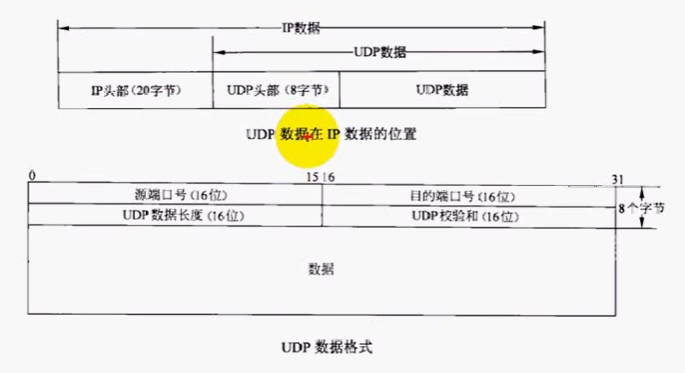 IP数据
UDP数据
IP头部（20字节） UDP头部（8字节） UDP数据
UDP 数据在 IP 数据的位置
0 15 16 31
源端口号（16位） 目的端口号（16位）
8个字节
UDP 数据长度（16位） UDP 校验和（16位）
数据
UDP 数据格式